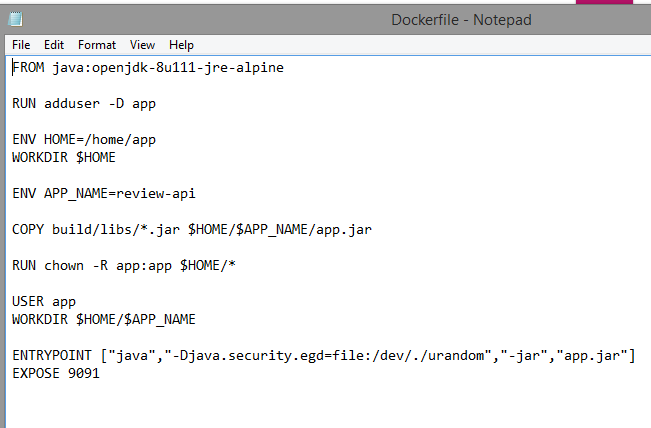 Dockerfile - Notepad
File Edit Format View Help
FROM java:openjdk-8u111-jre-alpine
RUN adduser -D app
ENV HOME=/home/app
WORKDIR $HOME
ENV APP_NAME=review-api
COPY build/libs/*.jar $HOME/$APP_NAME/app.jar
RUN chown -R app:app $HOME/*
USER app
WORKDIR $HOME/$APP_NAME
ENTRYPOINT ["java","-Djava.security.egd=file:/dev/./urandom","-jar","app.jar"]
EXPOSE 9091